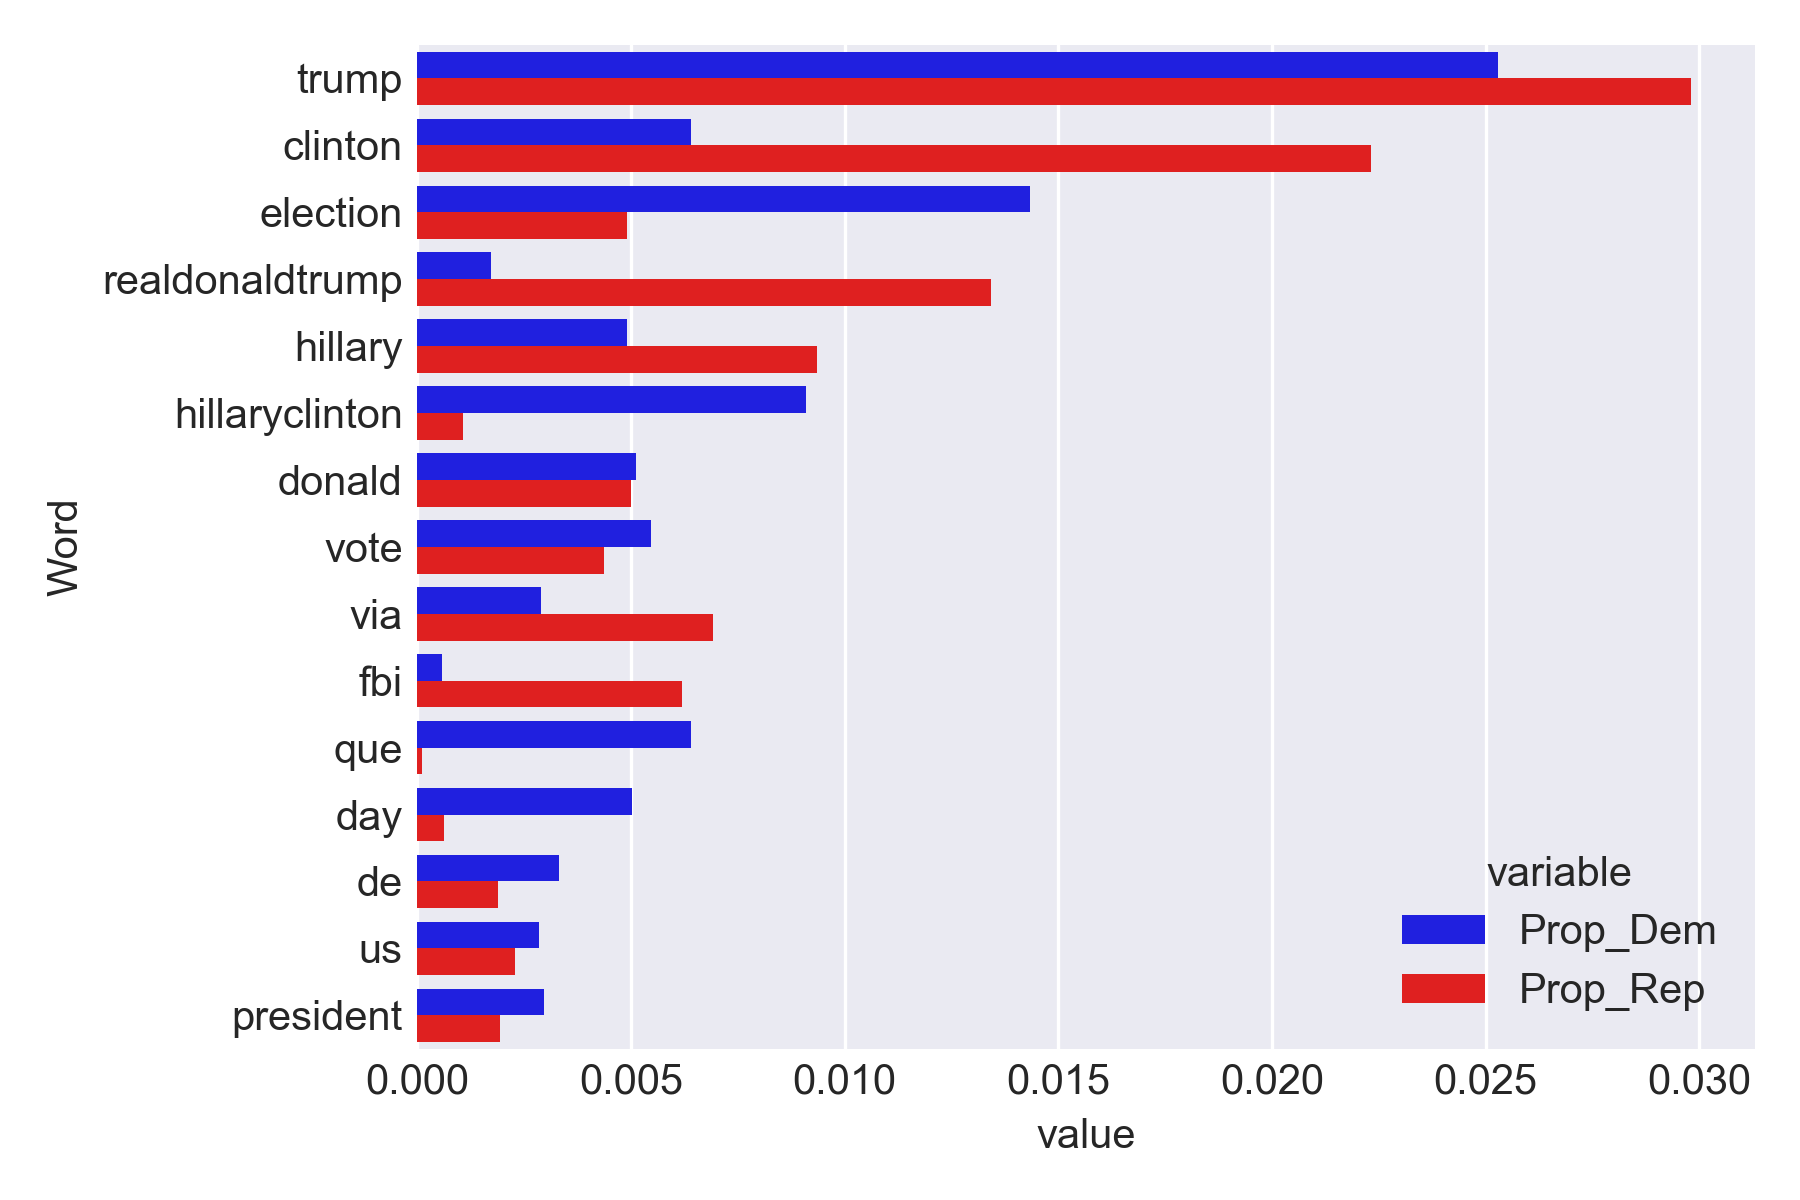 trump
clinton
election
realdonaldtrump
hillary
hillaryclinton
donald
vote
via
fbi
que
day
de
us
president
Word
0.000 0.005 0.010 0.015 0.020 0.025 0.030
value
variable
Prop_Dem
Prop_Rep